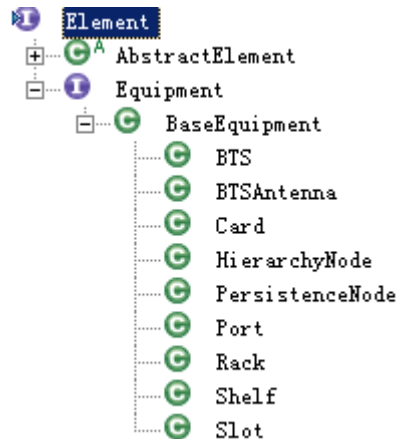 Element
AbstractElement
Equipment
BaseEquipment
BTS
BTSAntenna
Card
HierarchyNode
PersistenceNode
Port
Rack
Shelf
Slot